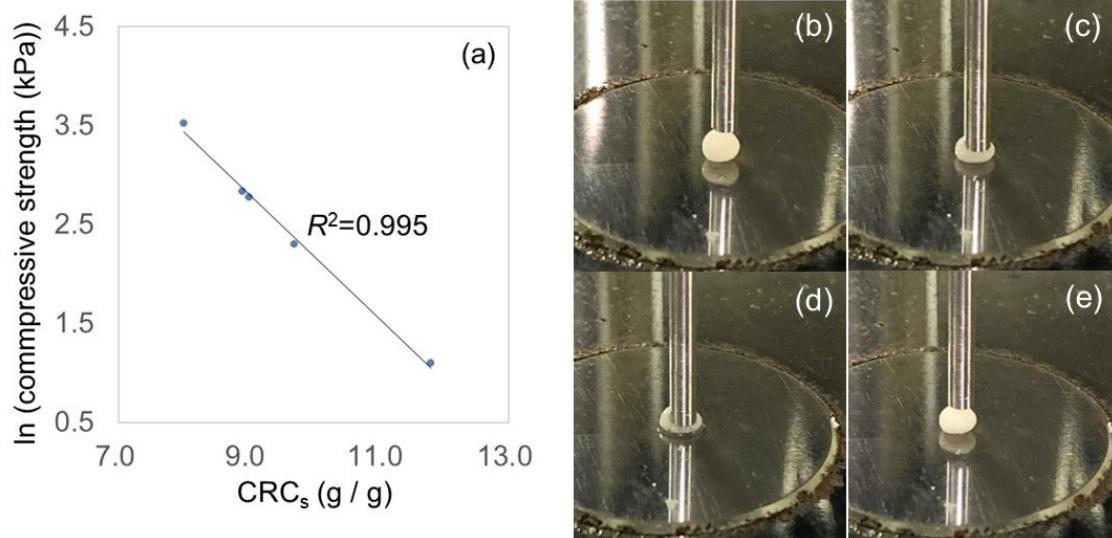 (a)
4.5
3.5
2.5
1.5
0.5
ln (commpressive strength (kPa))
R²=0.995
7.0 9.0 11.0 13.0
CRCs (g / g)
(b)
(c)
(d)
(e)